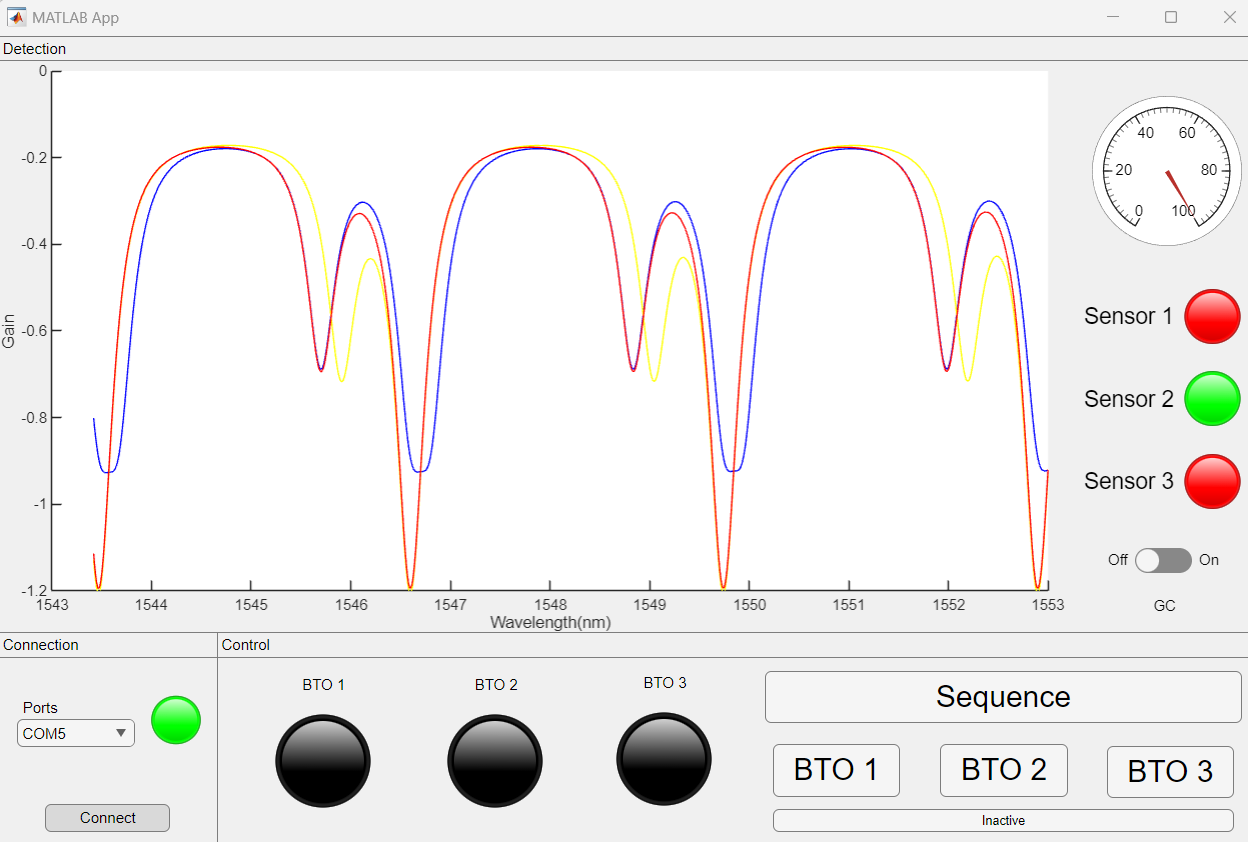 MATLAB App
Detection
0
-0.2
-0.4
-0.6
-0.8
-1
-1.2
Gain
1543 1544 1545 1546 1547 1548 1549 1550 1551 1552 1553
Wavelength(nm)
0 20 40 60 80 100
Sensor 1
Sensor 2
Sensor 3
Off On
GC
Connection
Ports
COM5
Connect
Control
BTO 1 BTO 2 BTO 3
Sequence
BTO 1 BTO 2 BTO 3
Inactive